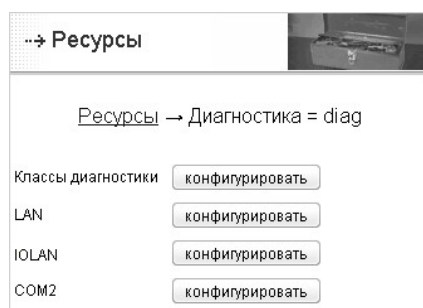 ⇢ Ресурсы
Ресурсы → Диагностика = diag
Классы диагностики конфигурировать
LAN конфигурировать
IOLAN конфигурировать
COM2 конфигурировать